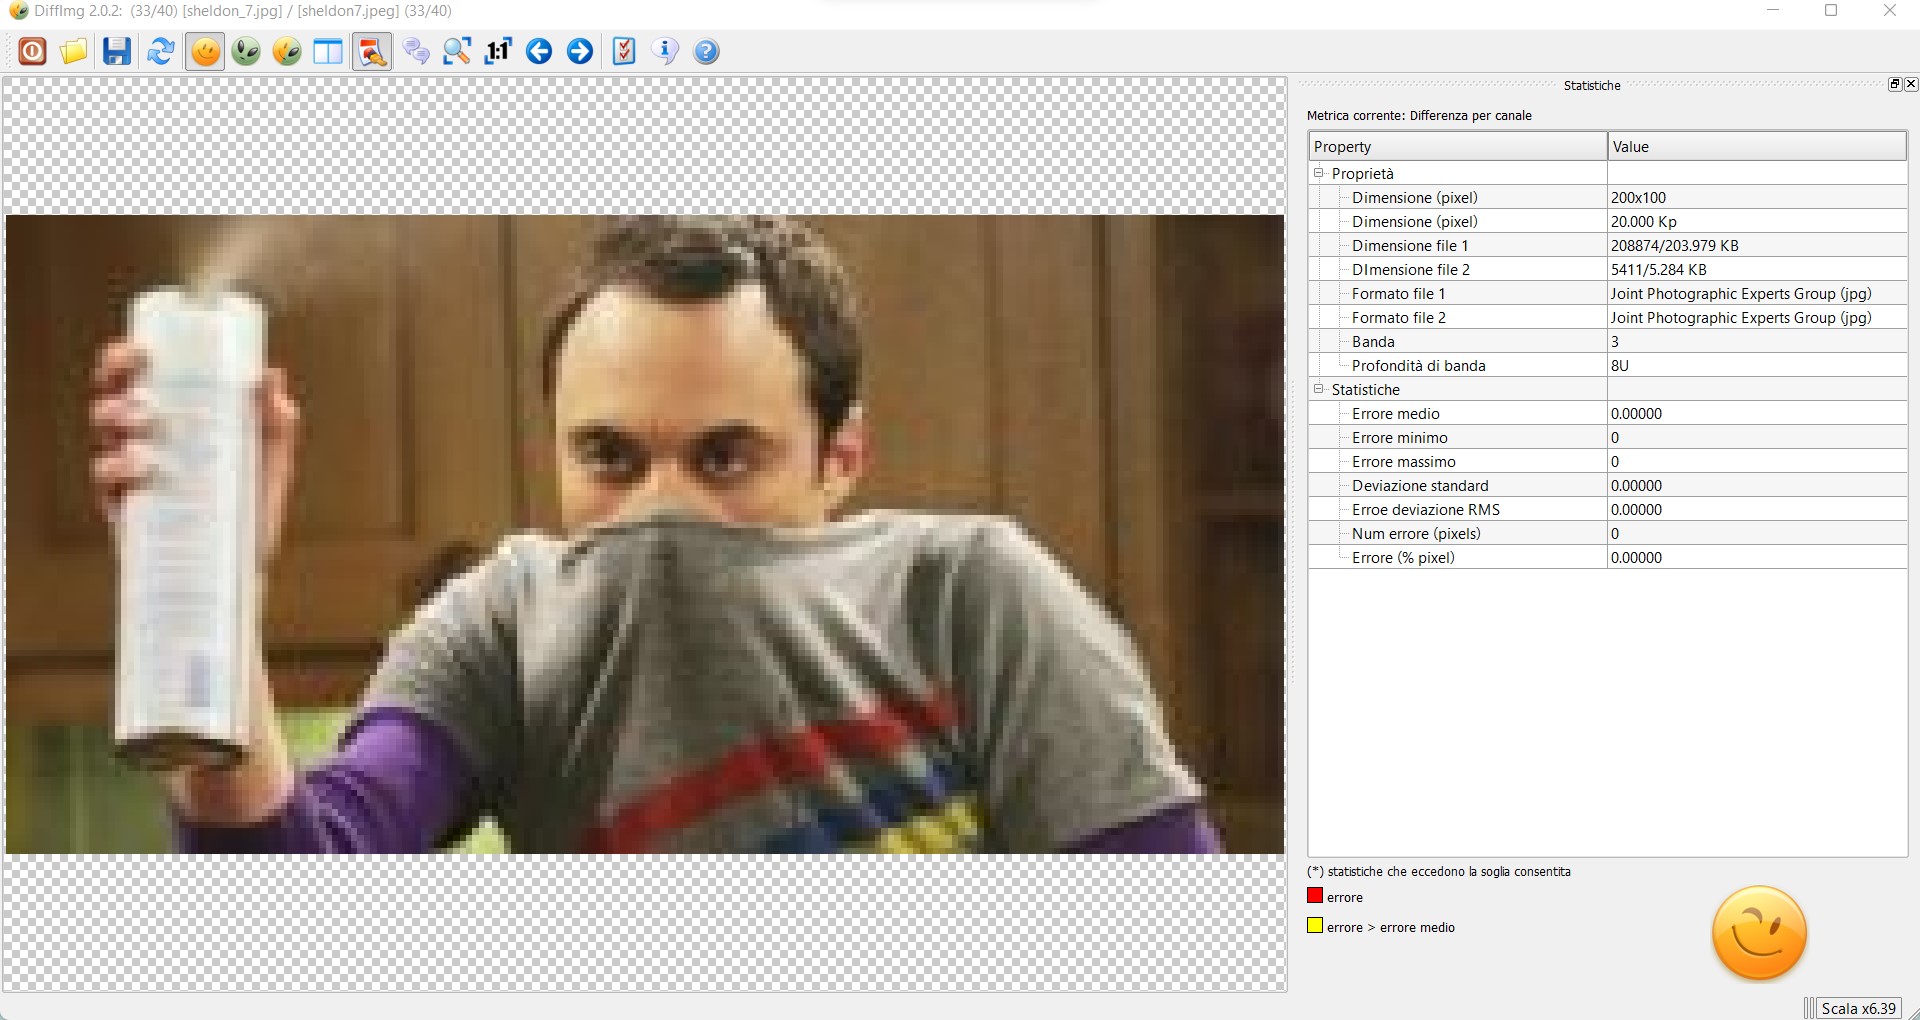 DiffImg 2.0.2: (33/40) [sheldon_7.jpg] / [sheldon7.jpeg] (33/40)
1:1
Statistiche
Metrica corrente: Differenza per canale
Property Value
Proprietà
Dimensione (pixel) 200x100
Dimensione (pixel) 20.000 Kp
Dimensione file 1 208874/203.979 KB
DImensione file 2 5411/5.284 KB
Formato file 1 Joint Photographic Experts Group (jpg)
Formato file 2 Joint Photographic Experts Group (jpg)
Banda 3
Profondità di banda 8U
Statistiche
Errore medio 0.00000
Errore minimo 0
Errore massimo 0
Deviazione standard 0.00000
Erroe deviazione RMS 0.00000
Num errore (pixels) 0
Errore (% pixel) 0.00000
(*) statistiche che eccedono la soglia consentita
errore
errore > errore medio
Scala x6.39